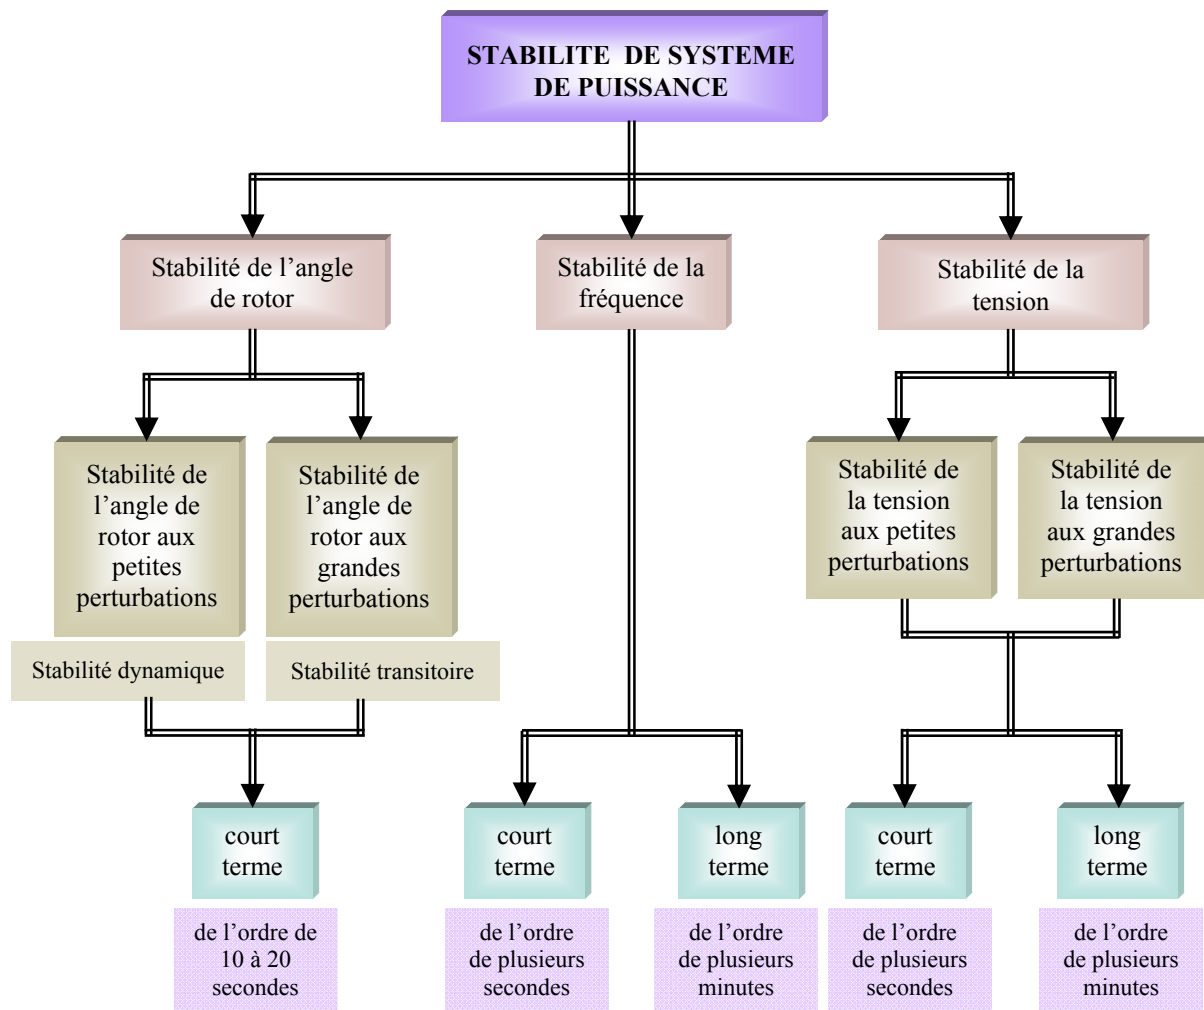 STABILITE DE SYSTEME
DE PUISSANCE
Stabilité de l’angle
de rotor
Stabilité de la
fréquence
Stabilité de la
tension
Stabilité de
l’angle de
rotor aux
petites
perturbations
Stabilité de
l’angle de
rotor aux
grandes
perturbations
Stabilité de
la tension
aux petites
perturbations
Stabilité de
la tension
aux grandes
perturbations
Stabilité dynamique
Stabilité transitoire
court
terme
court
terme
long
terme
court
terme
long
terme
de l’ordre de
10 à 20
secondes
de l’ordre
de plusieurs
secondes
de l’ordre
de plusieurs
minutes
de l’ordre
de plusieurs
secondes
de l’ordre
de plusieurs
minutes